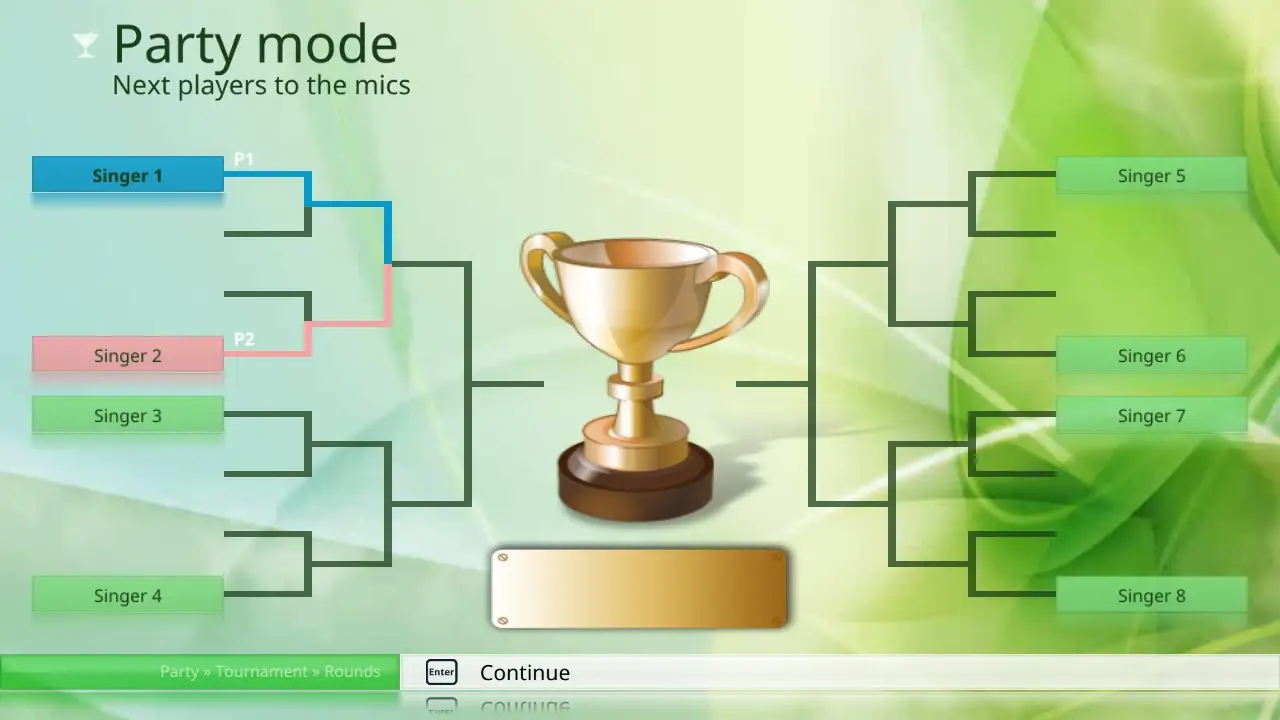 Party mode
Next players to the mics
P1
Singer 1
P2
Singer 2
Singer 3
Singer 4
Singer 5
Singer 6
Singer 7
Singer 8
Party » Tournament » Rounds
Enter
Continue